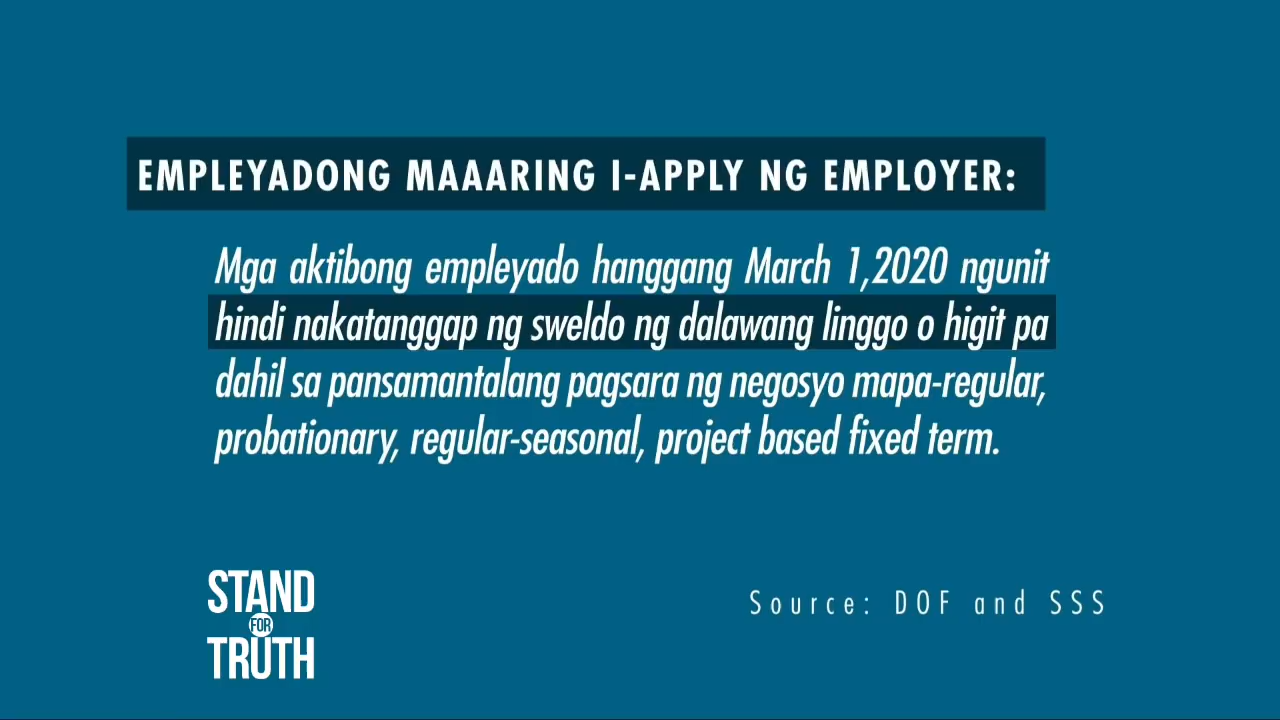 EMPLEYADONG MAAARING I-APPLY NG EMPLOYER:
Mga aktibong empleyado hanggang March 1,2020 ngunit
hindi nakatanggap ng sweldo ng dalawang linggo o higit pa
dahil sa pansamantalang pagsara ng negosyo mapa-regular,
probationary, regular-seasonal, project based fixed term.
STAND
FOR
TRUTH
Source: DOF and SSS